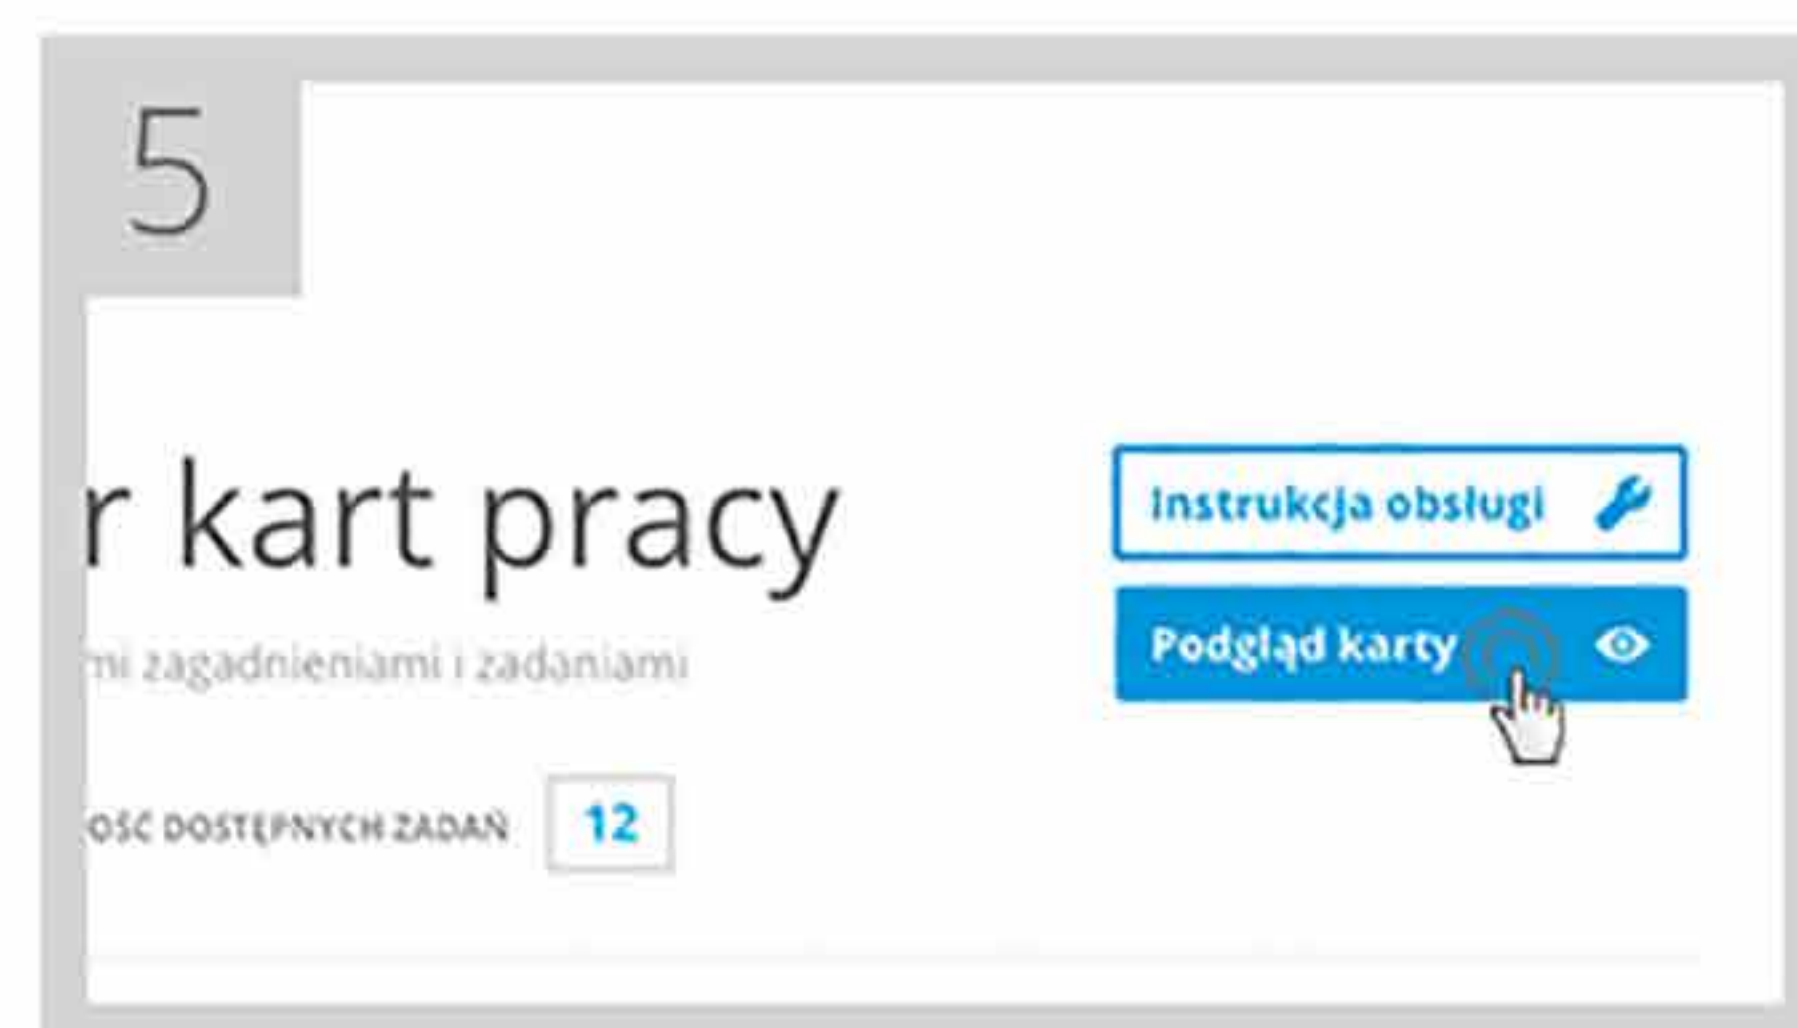 5
r kart pracy
Instrukcja obsługi
Podgląd karty
mi zagadnieniami i zadaniami
OŚĆ DOSTĘPNYCH ZADAŃ 12